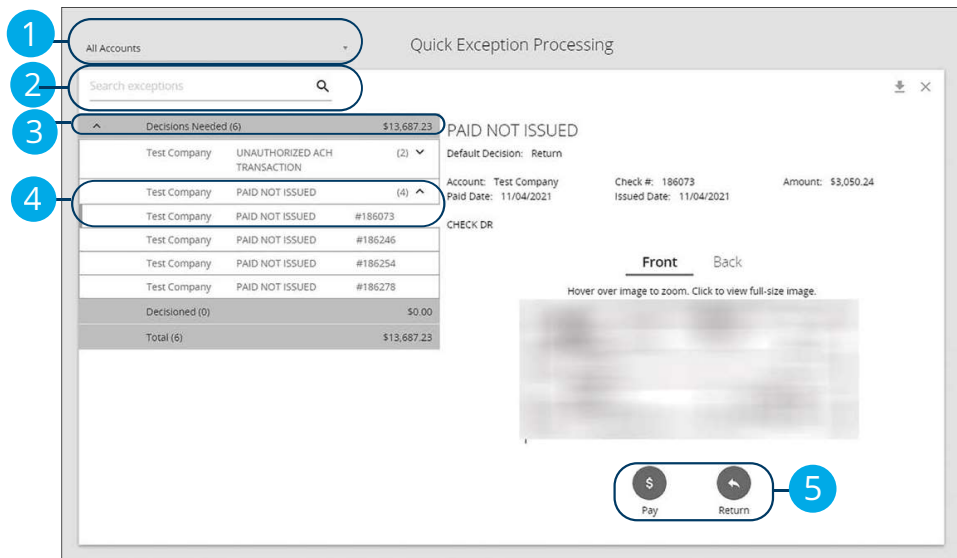 1
All Accounts
Quick Exception Processing
2
Search exceptions
3
Decisions Needed (6) $13,687.23
Test Company UNAUTHORIZED ACH TRANSACTION (2)
4
Test Company PAID NOT ISSUED (4)
Test Company PAID NOT ISSUED #186073
Test Company PAID NOT ISSUED #186246
Test Company PAID NOT ISSUED #186254
Test Company PAID NOT ISSUED #186278
Decisioned (0) $0.00
Total (6) $13,687.23
PAID NOT ISSUED
Default Decision: Return
Account: Test Company Check #: 186073 Amount: $3,050.24
Paid Date: 11/04/2021 Issued Date: 11/04/2021
CHECK DR
Front Back
Hover over image to zoom. Click to view full-size image.
$
Pay Return
5